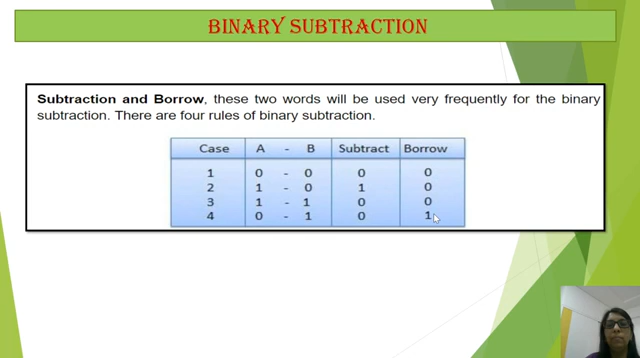 BINARY SUBTRACTION
Subtraction and Borrow, these two words will be used very frequently for the binary
subtraction. There are four rules of binary subtraction.
Case A - B Subtract Borrow
1 0 - 0 0 0
2 1 - 0 1 0
3 1 - 1 0 0
4 0 - 1 0 1